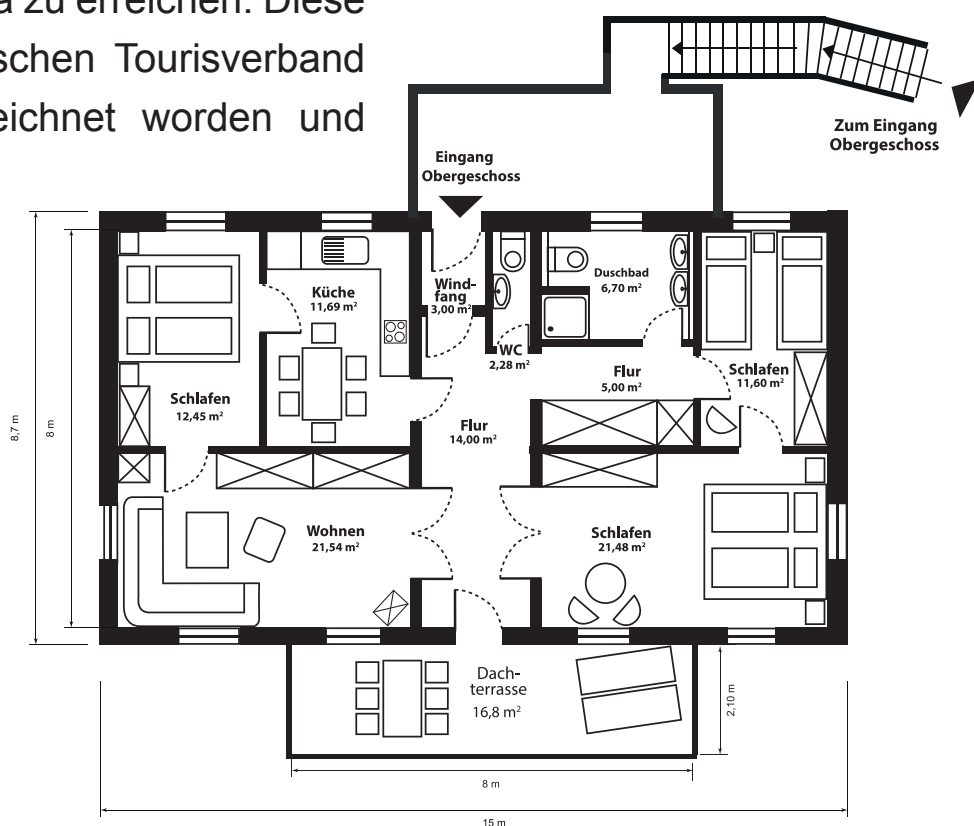 a zu erreichen. Diese
schen Tourisverband
eichnet worden und
Zum Eingang
Obergeschoss
Eingang
Obergeschoss
Küche
11,69 m²
Wind-
fang
3,00 m²
Duschbad
6,70 m²
WC
2,28 m²
Flur
5,00 m²
Schlafen
11,60 m²
Schlafen
12,45 m²
Flur
14,00 m²
8,7 m
8 m
Wohnen
21,54 m²
Schlafen
21,48 m²
Dach-
terrasse
16,8 m²
2,10 m
8 m
15 m